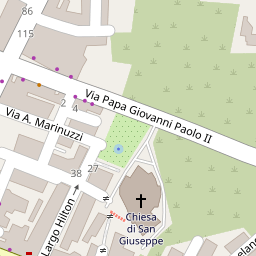 86
115
Via Papa Giovanni Paolo II
2
4
Via A. Marinuzzi
27
38
Largo Hilton
Chiesa
di San
Giuseppe